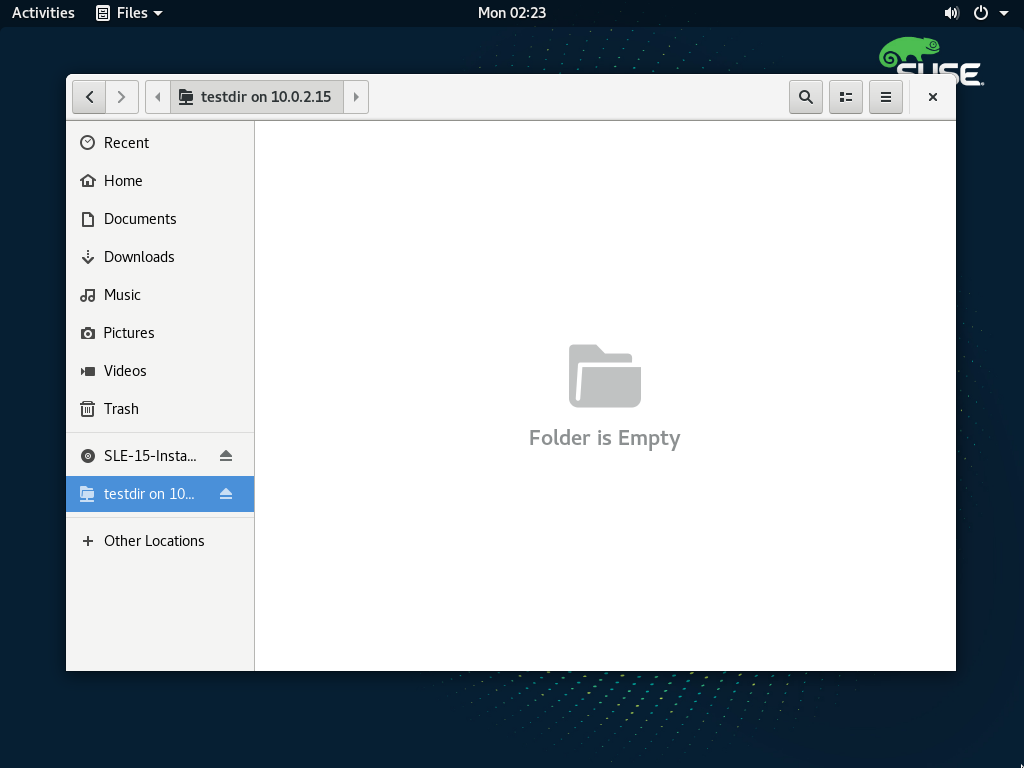 Activities Files Mon 02:23
SUSE
testdir on 10.0.2.15
Recent
Home
Documents
Downloads
Music
Pictures
Videos
Trash
SLE-15-Insta...
testdir on 10...
Other Locations
Folder is Empty